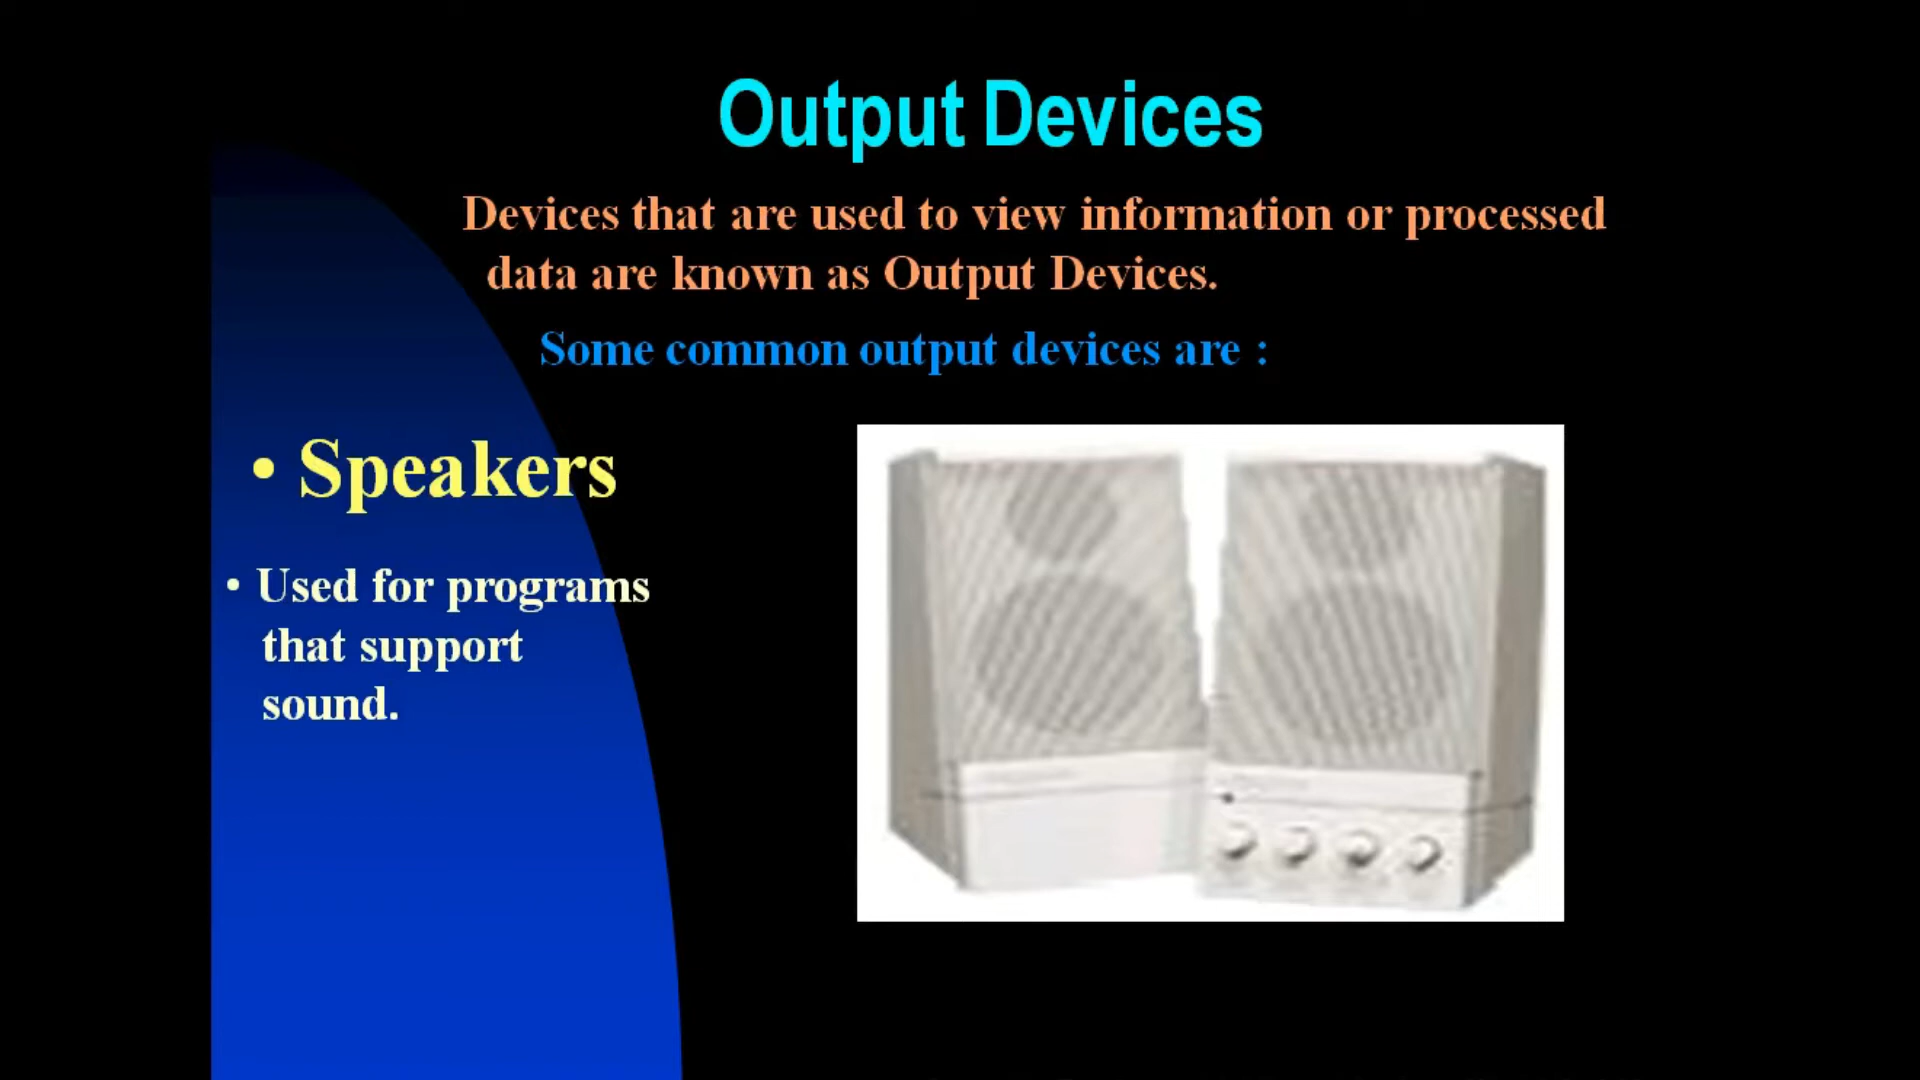 Output Devices
Devices that are used to view information or processed
data are known as Output Devices.
Some common output devices are :
• Speakers
• Used for programs
that support
sound.